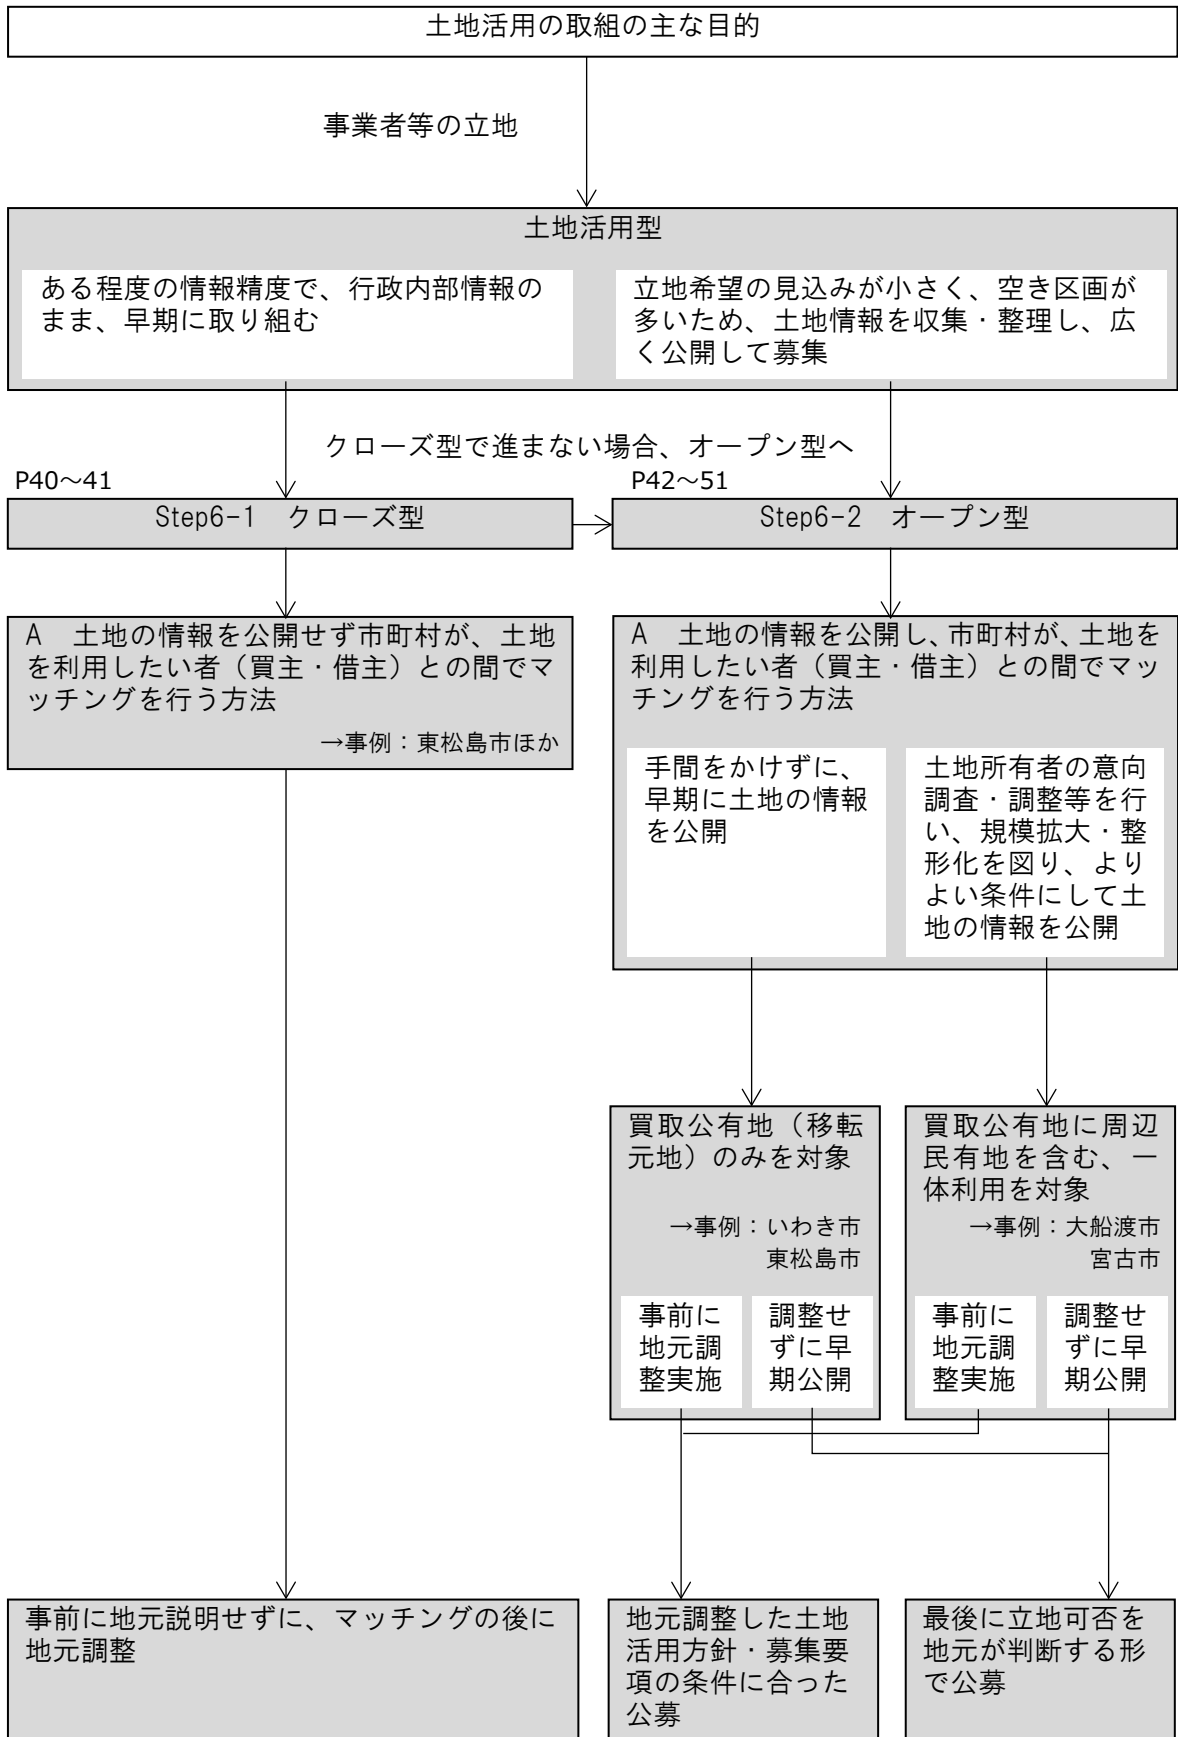 土地活用の取組の主な目的
事業者等の立地
土地活用型
ある程度の情報精度で、行政内部情報の
まま、早期に取り組む
立地希望の見込みが小さく、空き区画が
多いため、土地情報を収集・整理し、広
く公開して募集
クローズ型で進まない場合、オープン型へ
P40～41
P42～51
Step6-1　クローズ型
Step6-2　オープン型
A　土地の情報を公開せず市町村が、土地
を利用したい者（買主・借主）との間でマ
ッチングを行う方法
→事例：東松島市ほか
A　土地の情報を公開し、市町村が、土地を
利用したい者（買主・借主）との間でマッ
チングを行う方法
手間をかけずに、
早期に土地の情報
を公開
土地所有者の意向
調査・調整等を行
い、規模拡大・整
形化を図り、より
よい条件にして土
地の情報を公開
買取公有地（移転
元地）のみを対象
→事例：いわき市
東松島市
事前に
地元調
整実施
調整せ
ずに早
期公開
買取公有地に周辺
民有地を含む、一
体利用を対象
→事例：大船渡市
宮古市
事前に
地元調
整実施
調整せ
ずに早
期公開
事前に地元説明せずに、マッチングの後に
地元調整
地元調整した土地
活用方針・募集要
項の条件に合った
公募
最後に立地可否を
地元が判断する形
で公募